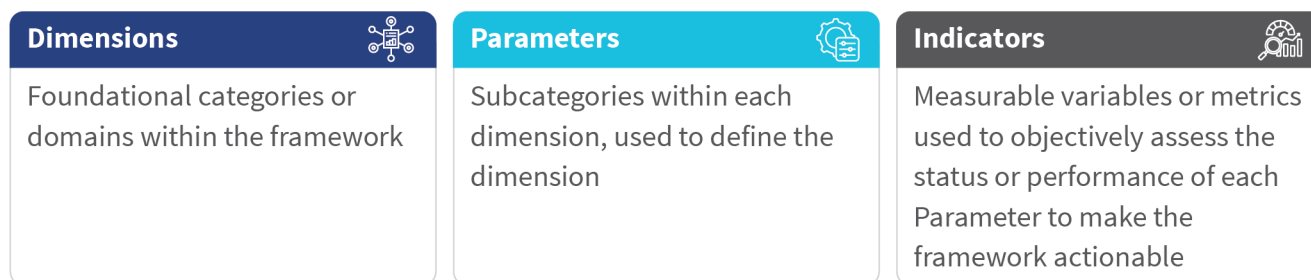 Dimensions
Foundational categories or
domains within the framework
Parameters
Subcategories within each
dimension, used to define the
dimension
Indicators
Measurable variables or metrics
used to objectively assess the
status or performance of each
Parameter to make the
framework actionable